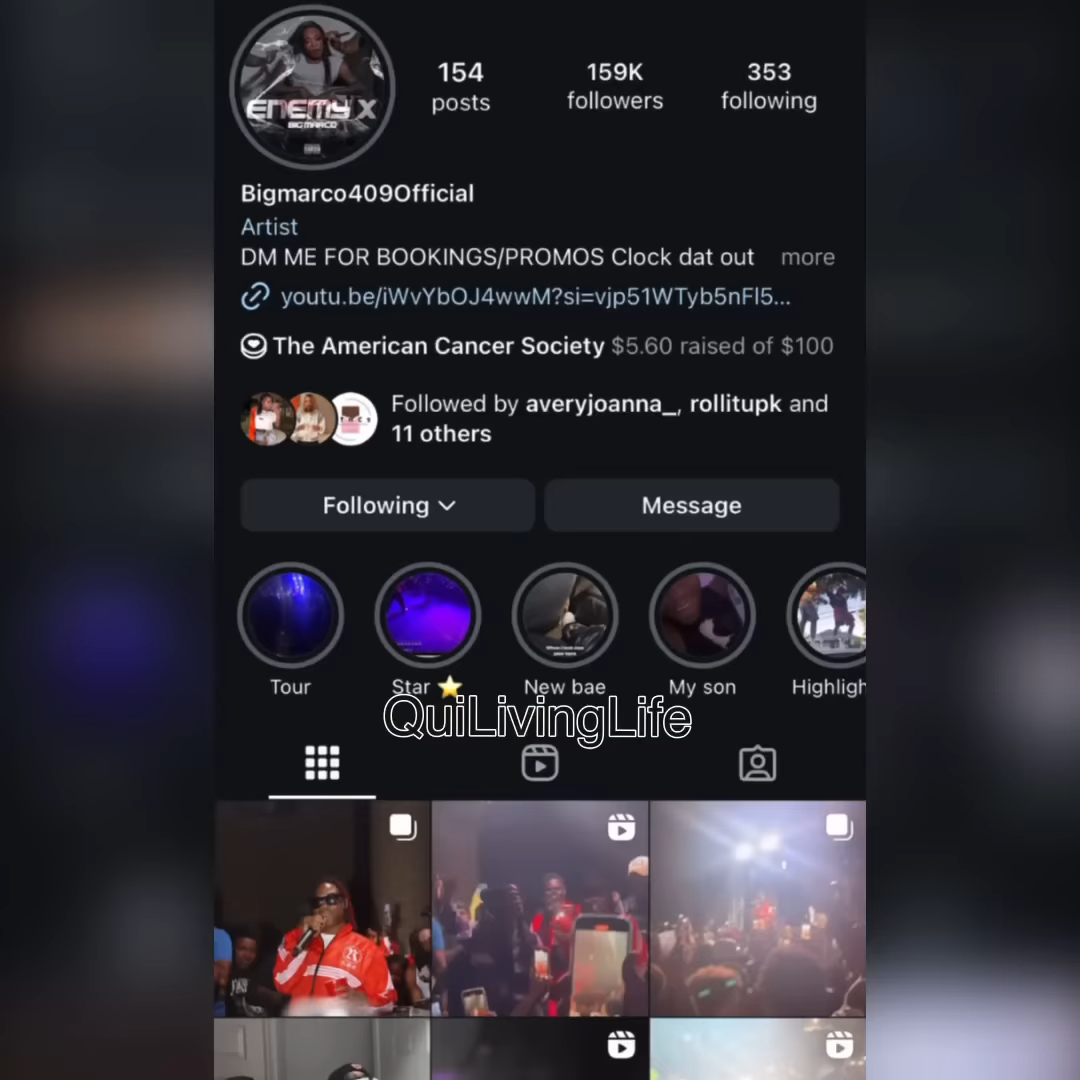 154
posts
159K
followers
353
following
ENEMY X
BIG MARCO
Bigmarco409Official
Artist
DM ME FOR BOOKINGS/PROMOS Clock dat out more
youtu.be/iWvYbOJ4wwM?si=vjp51WTyb5nFl5...
The American Cancer Society $5.60 raised of $100
Followed by averyjoanna_, rollitupk and
11 others
Following
Message
Tour
Star ⭐
New bae
My son
Highligh
QuiLivingLife